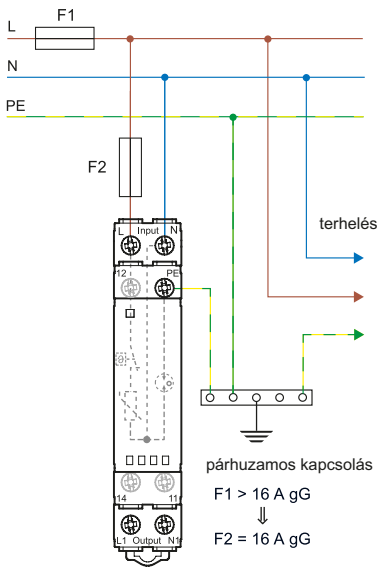 F1
L
N
PE
F2
terhelés
L Input N
12 PE
párhuzamos kapcsolás
14 11
F1 > 16 A gG
⇓
L1 Output N1
F2 = 16 A gG